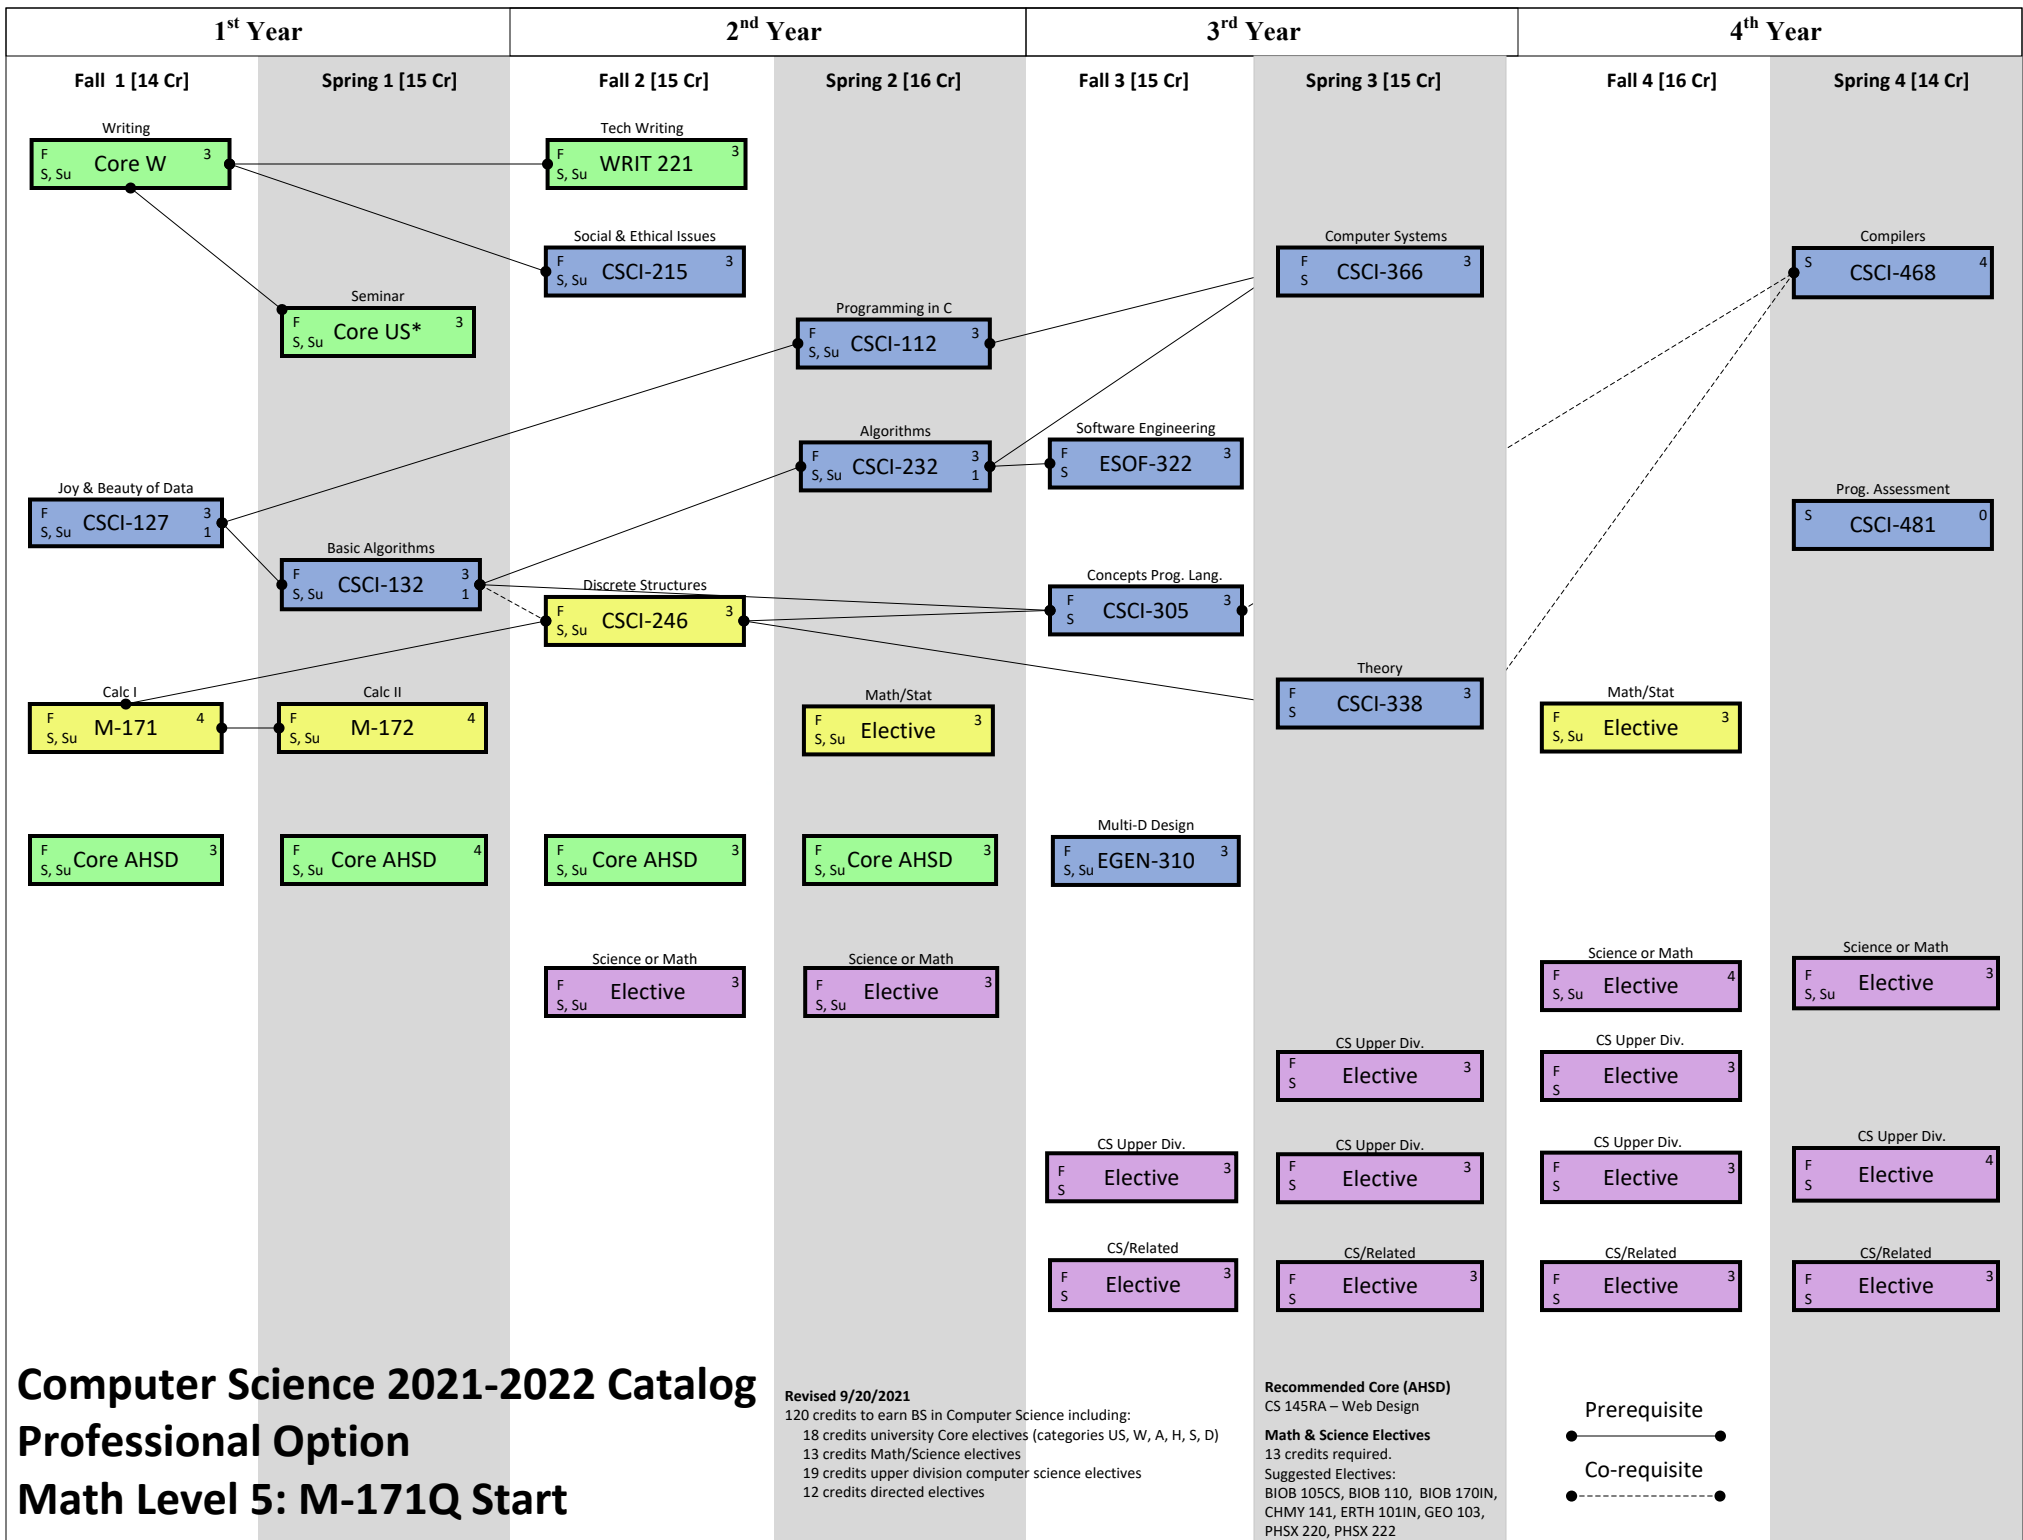 1st Year
2nd Year
3rd Year
4th Year
Fall 1 [14 Cr]
Spring 1 [15 Cr]
Fall 2 [15 Cr]
Spring 2 [16 Cr]
Fall 3 [15 Cr]
Spring 3 [15 Cr]
Fall 4 [16 Cr]
Spring 4 [14 Cr]
Writing
F
S, Su
Core W
3
Tech Writing
F
S, Su
WRIT 221
3
Social & Ethical Issues
F
S, Su
CSCI-215
3
Computer Systems
F
S
CSCI-366
3
Compilers
S
CSCI-468
4
Seminar
F
S, Su
Core US*
3
Programming in C
F
S, Su
CSCI-112
3
Algorithms
F
S, Su
CSCI-232
3
1
Software Engineering
F
S
ESOF-322
3
Joy & Beauty of Data
F
S, Su
CSCI-127
3
1
Prog. Assessment
S
CSCI-481
0
Basic Algorithms
F
S, Su
CSCI-132
3
1
Discrete Structures
F
S, Su
CSCI-246
3
Concepts Prog. Lang.
F
S
CSCI-305
3
Theory
F
S
CSCI-338
3
Calc I
F
S, Su
M-171
4
Calc II
F
S, Su
M-172
4
Math/Stat
F
S, Su
Elective
3
Math/Stat
F
S, Su
Elective
3
F
S, Su
Core AHSD
3
F
S, Su
Core AHSD
4
F
S, Su
Core AHSD
3
F
S, Su
Core AHSD
3
Multi-D Design
F
S, Su
EGEN-310
3
Science or Math
F
S, Su
Elective
3
Science or Math
F
S, Su
Elective
3
Science or Math
F
S, Su
Elective
4
Science or Math
F
S, Su
Elective
3
CS Upper Div.
F
S
Elective
3
CS Upper Div.
F
S
Elective
3
CS Upper Div.
F
S
Elective
3
CS Upper Div.
F
S
Elective
3
CS Upper Div.
F
S
Elective
3
CS Upper Div.
F
S
Elective
4
CS/Related
F
S
Elective
3
CS/Related
F
S
Elective
3
CS/Related
F
S
Elective
3
CS/Related
F
S
Elective
3
Computer Science 2021-2022 Catalog
Professional Option
Math Level 5: M-171Q Start
Revised 9/20/2021
120 credits to earn BS in Computer Science including:
18 credits university Core electives (categories US, W, A, H, S, D)
13 credits Math/Science electives
19 credits upper division computer science electives
12 credits directed electives
Recommended Core (AHSD)
CS 145RA – Web Design
Math & Science Electives
13 credits required.
Suggested Electives:
BIOB 105CS, BIOB 110, BIOB 170IN,
CHMY 141, ERTH 101IN, GEO 103,
PHSX 220, PHSX 222
Prerequisite
Co-requisite